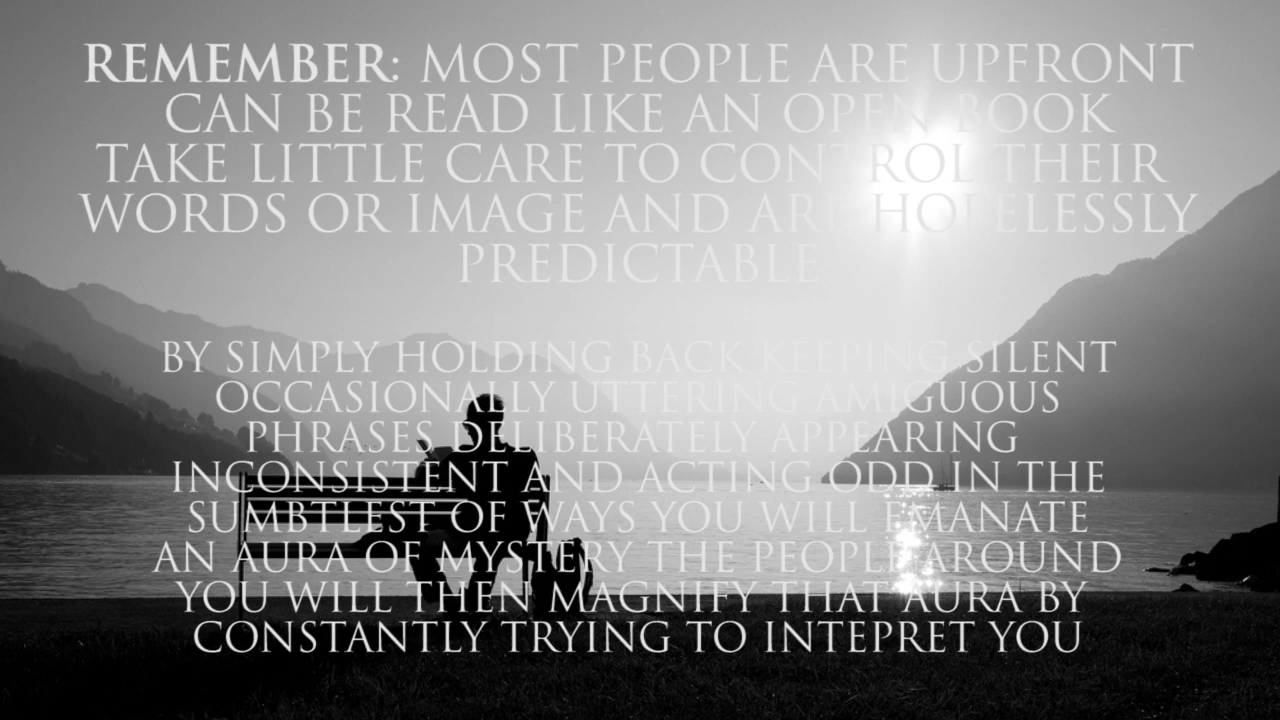 REMEMBER: MOST PEOPLE ARE UPFRONT
CAN BE READ LIKE AN OPEN BOOK
TAKE LITTLE CARE TO CONTROL THEIR
WORDS OR IMAGE AND ARE HOPELESSLY
PREDICTABLE
BY SIMPLY HOLDING BACK KEEPING SILENT
OCCASIONALLY UTTERING AMIGUOUS
PHRASES DELIBERATELY APPEARING
INCONSISTENT AND ACTING ODD IN THE
SUMBTLEST OF WAYS YOU WILL EMANATE
AN AURA OF MYSTERY THE PEOPLE AROUND
YOU WILL THEN MAGNIFY THAT AURA BY
CONSTANTLY TRYING TO INTEPRET YOU